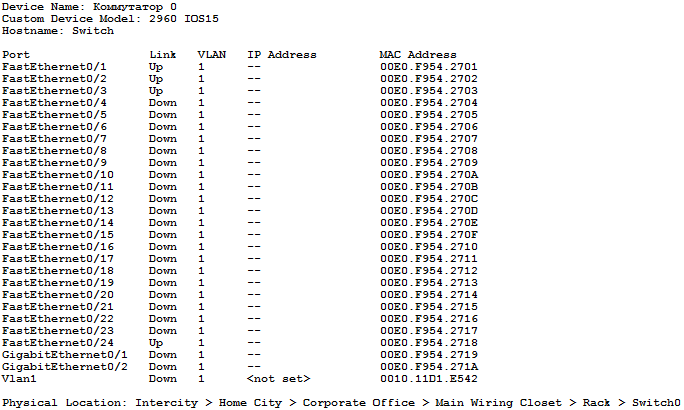 Device Name: Коммутатор 0
Custom Device Model: 2960 IOS15
Hostname: Switch
Port Link VLAN IP Address MAC Address
FastEthernet0/1 Up 1 -- 00E0.F954.2701
FastEthernet0/2 Up 1 -- 00E0.F954.2702
FastEthernet0/3 Up 1 -- 00E0.F954.2703
FastEthernet0/4 Down 1 -- 00E0.F954.2704
FastEthernet0/5 Down 1 -- 00E0.F954.2705
FastEthernet0/6 Down 1 -- 00E0.F954.2706
FastEthernet0/7 Down 1 -- 00E0.F954.2707
FastEthernet0/8 Down 1 -- 00E0.F954.2708
FastEthernet0/9 Down 1 -- 00E0.F954.2709
FastEthernet0/10 Down 1 -- 00E0.F954.270A
FastEthernet0/11 Down 1 -- 00E0.F954.270B
FastEthernet0/12 Down 1 -- 00E0.F954.270C
FastEthernet0/13 Down 1 -- 00E0.F954.270D
FastEthernet0/14 Down 1 -- 00E0.F954.270E
FastEthernet0/15 Down 1 -- 00E0.F954.270F
FastEthernet0/16 Down 1 -- 00E0.F954.2710
FastEthernet0/17 Down 1 -- 00E0.F954.2711
FastEthernet0/18 Down 1 -- 00E0.F954.2712
FastEthernet0/19 Down 1 -- 00E0.F954.2713
FastEthernet0/20 Down 1 -- 00E0.F954.2714
FastEthernet0/21 Down 1 -- 00E0.F954.2715
FastEthernet0/22 Down 1 -- 00E0.F954.2716
FastEthernet0/23 Down 1 -- 00E0.F954.2717
FastEthernet0/24 Up 1 -- 00E0.F954.2718
GigabitEthernet0/1 Down 1 -- 00E0.F954.2719
GigabitEthernet0/2 Down 1 -- 00E0.F954.271A
Vlan1 Down 1 <not set> 0010.11D1.E542
Physical Location: Intercity > Home City > Corporate Office > Main Wiring Closet > Rack > Switch0